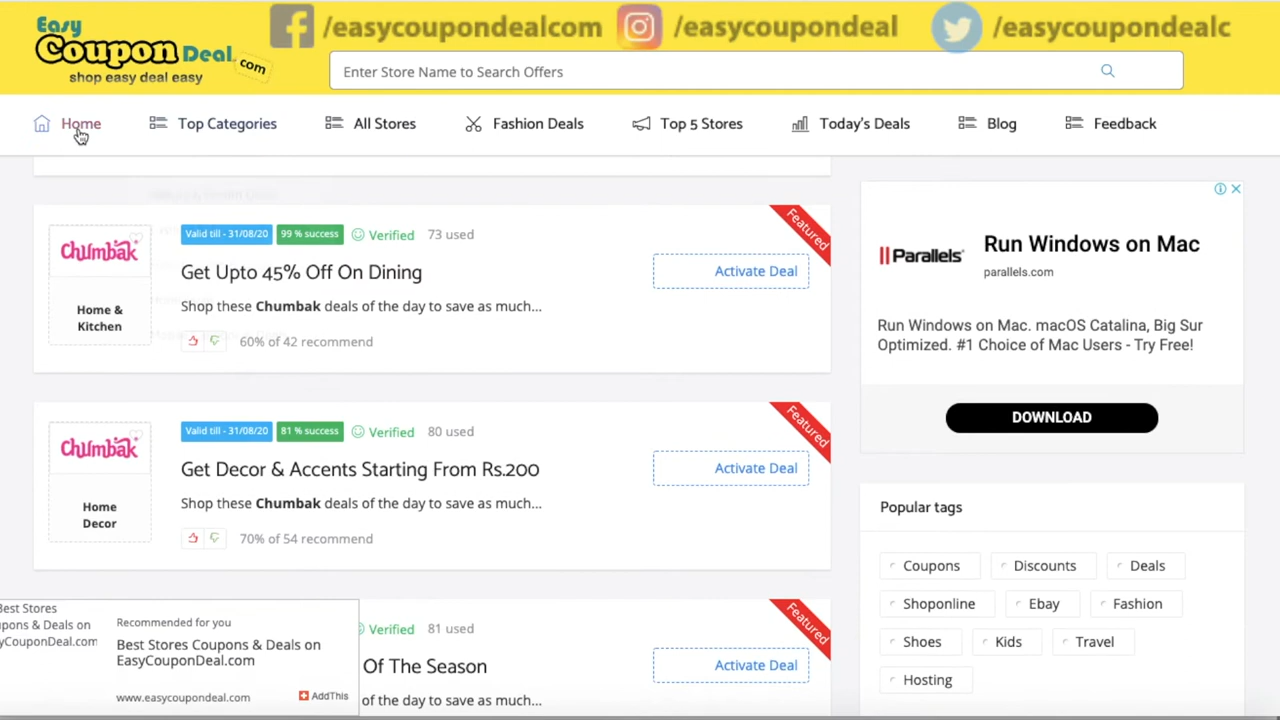 Easy
Coupon Deal .com
shop easy deal easy
/easycoupondealcom
/easycoupondeal
/easycoupondealc
Enter Store Name to Search Offers
Home
Top Categories
All Stores
Fashion Deals
Top 5 Stores
Today's Deals
Blog
Feedback
Chumbak
Home &
Kitchen
Valid till - 31/08/20
99 % success
Verified
73 used
Get Upto 45% Off On Dining
Shop these Chumbak deals of the day to save as much...
60% of 42 recommend
Activate Deal
Featured
Chumbak
Home
Decor
Valid till - 31/08/20
81 % success
Verified
80 used
Get Decor & Accents Starting From Rs.200
Shop these Chumbak deals of the day to save as much...
70% of 54 recommend
Activate Deal
Featured
Verified
81 used
Of The Season
of the day to save as much...
Activate Deal
Featured
Best Stores
pons & Deals on
yCouponDeal.com
Recommended for you
Best Stores Coupons & Deals on
EasyCouponDeal.com
www.easycoupondeal.com
AddThis
Parallels
Run Windows on Mac
parallels.com
Run Windows on Mac. macOS Catalina, Big Sur
Optimized. #1 Choice of Mac Users - Try Free!
DOWNLOAD
Popular tags
Coupons
Discounts
Deals
Shoponline
Ebay
Fashion
Shoes
Kids
Travel
Hosting